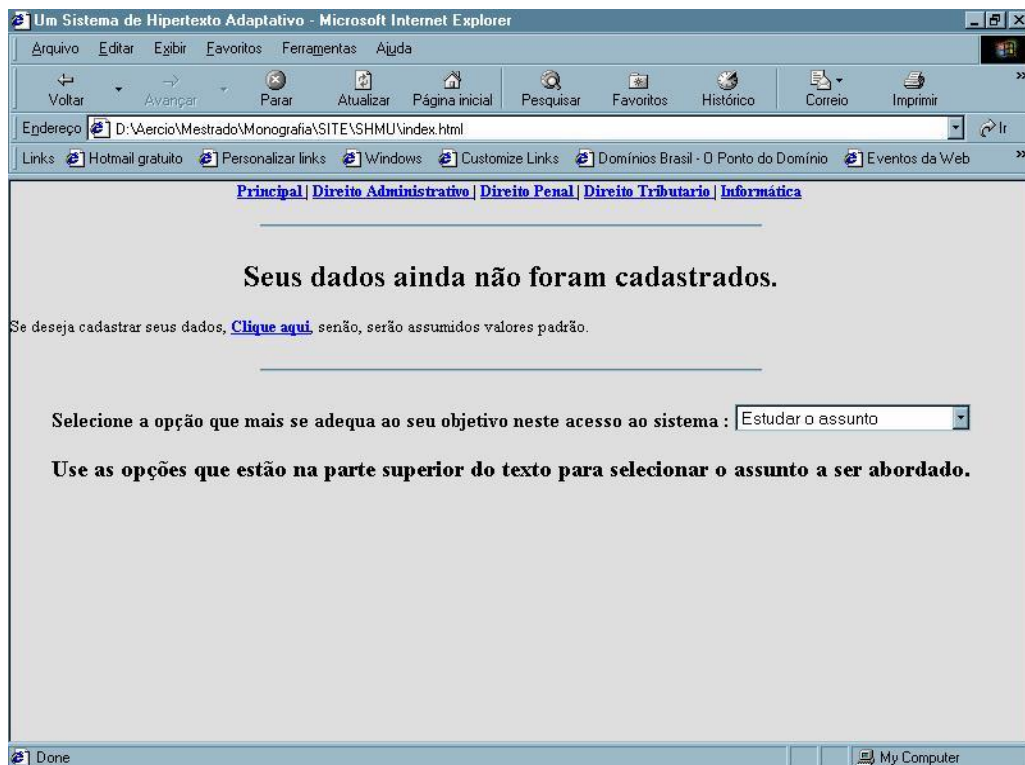 Um Sistema de Hipertexto Adaptativo - Microsoft Internet Explorer
Arquivo Editar Exibir Favoritos Ferramentas Ajuda
Voltar Avançar Parar Atualizar Página inicial Pesquisar Favoritos Histórico Correio Imprimir »
Endereço D:\Aercio\Mestrado\Monografia\SITE\SHMU\index.html Ir
Links Hotmail gratuito Personalizar links Windows Customize Links Domínios Brasil - O Ponto do Domínio Eventos da Web »
Principal | Direito Administrativo | Direito Penal | Direito Tributario | Informática
Seus dados ainda não foram cadastrados.
Se deseja cadastrar seus dados, Clique aqui, senão, serão assumidos valores padrão.
Selecione a opção que mais se adequa ao seu objetivo neste acesso ao sistema : Estudar o assunto
Use as opções que estão na parte superior do texto para selecionar o assunto a ser abordado.
Done My Computer